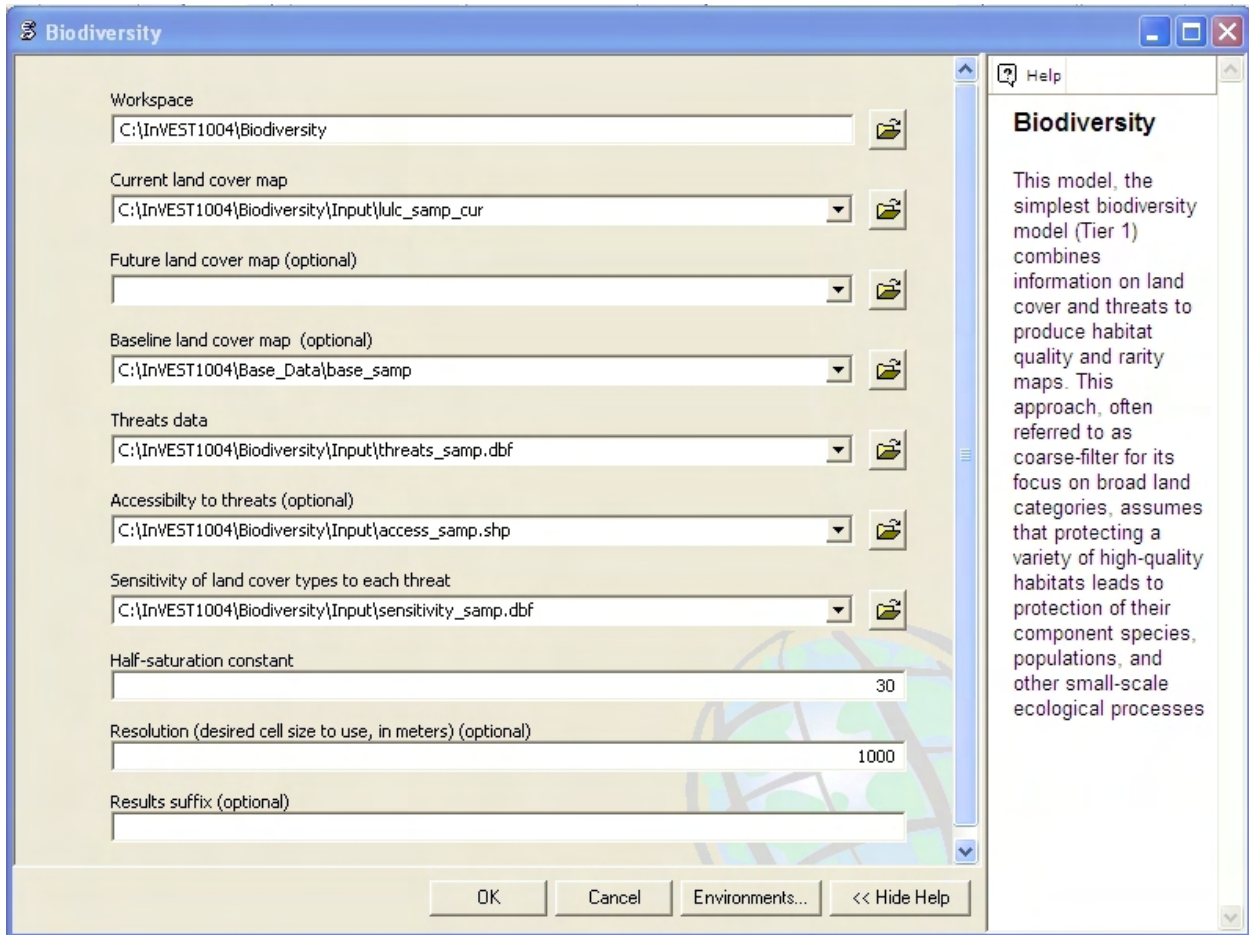 Biodiversity
Workspace
C:\InVEST1004\Biodiversity
Current land cover map
C:\InVEST1004\Biodiversity\Input\lulc_samp_cur
Future land cover map (optional)
Baseline land cover map (optional)
C:\InVEST1004\Base_Data\base_samp
Threats data
C:\InVEST1004\Biodiversity\Input\threats_samp.dbf
Accessibilty to threats (optional)
C:\InVEST1004\Biodiversity\Input\access_samp.shp
Sensitivity of land cover types to each threat
C:\InVEST1004\Biodiversity\Input\sensitivity_samp.dbf
Half-saturation constant
30
Resolution (desired cell size to use, in meters) (optional)
1000
Results suffix (optional)
OK
Cancel
Environments...
<< Hide Help
Help
Biodiversity
This model, the
simplest biodiversity
model (Tier 1)
combines
information on land
cover and threats to
produce habitat
quality and rarity
maps. This
approach, often
referred to as
coarse-filter for its
focus on broad land
categories, assumes
that protecting a
variety of high-quality
habitats leads to
protection of their
component species,
populations, and
other small-scale
ecological processes